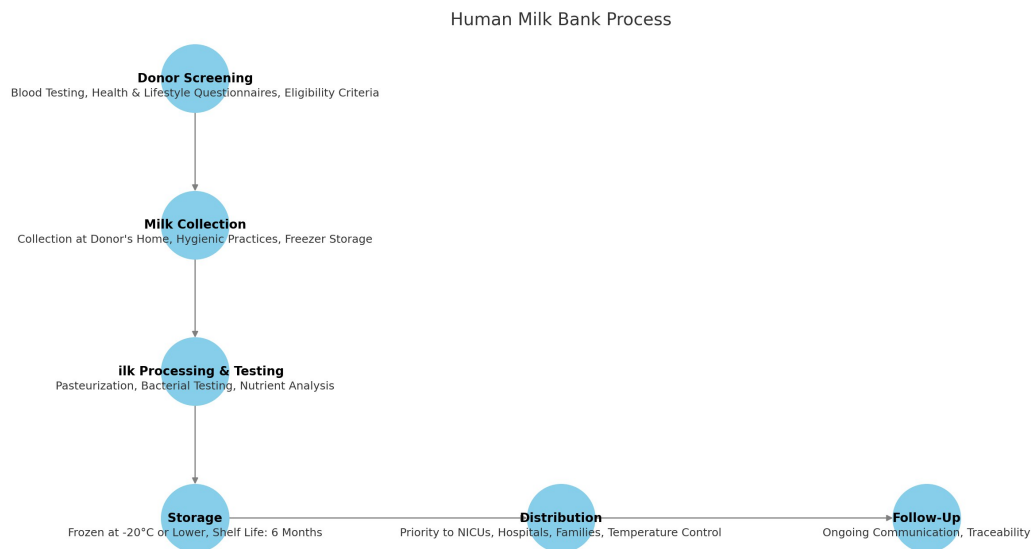 Human Milk Bank Process
Donor Screening
Blood Testing, Health & Lifestyle Questionnaires, Eligibility Criteria
Milk Collection
Collection at Donor's Home, Hygienic Practices, Freezer Storage
ilk Processing & Testing
Pasteurization, Bacterial Testing, Nutrient Analysis
Storage
Frozen at -20°C or Lower, Shelf Life: 6 Months
Distribution
Priority to NICUs, Hospitals, Families, Temperature Control
Follow-Up
Ongoing Communication, Traceability